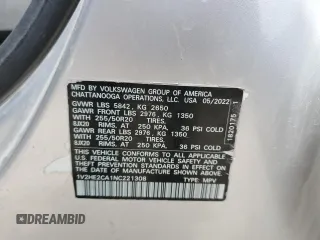 MFD BY VOLKSWAGEN GROUP OF AMERICA
CHATTANOOGA OPERATIONS, LLC. USA 05/2022
GVWR LBS 5842, KG 2650
GAWR FRONT LBS 2976, KG 1350
WITH 255/50R20 TIRES,
8JX20 RIMS, AT 250 KPA, 36 PSI COLD
GAWR REAR LBS 2976, KG 1350
WITH 255/50R20 TIRES,
8JX20 RIMS, AT 250 KPA, 36 PSI COLD
THIS VEHICLE CONFORMS TO ALL APPLICABLE
U.S. FEDERAL MOTOR VEHICLE SAFETY AND
THEFT PREVENTION STANDARDS IN EFFECT ON
THE DATE OF MANUFACTURE SHOWN ABOVE.
1V2HE2CA1NC221308 TYPE: MPV
AUTOBIDMASTER